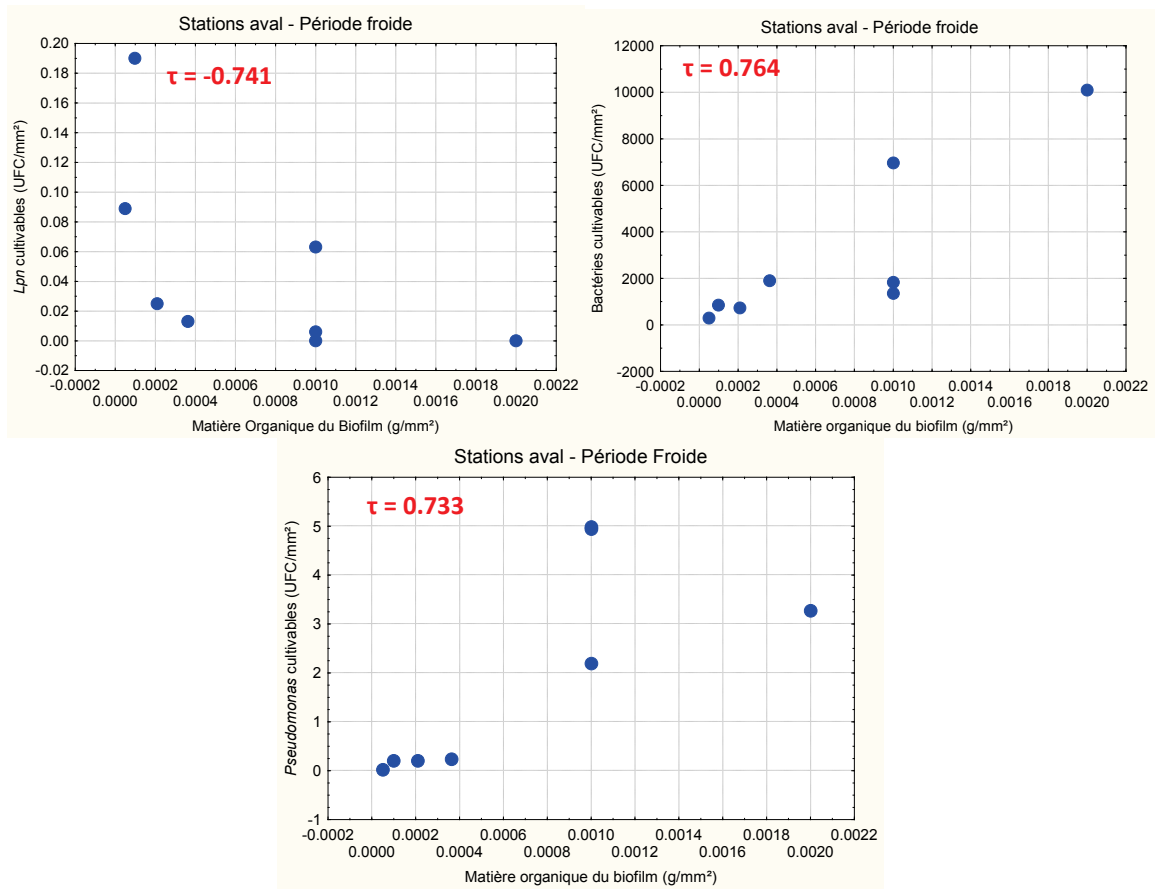 Stations aval - Période froide
τ = -0.741
Lpn cultivables (UFC/mm²)
0.20
0.18
0.16
0.14
0.12
0.10
0.08
0.06
0.04
0.02
0.00
-0.02
-0.0002 0.0002 0.0006 0.0010 0.0014 0.0018 0.0022
0.0000 0.0004 0.0008 0.0012 0.0016 0.0020
Matière Organique du Biofilm (g/mm²)
Stations aval - Période froide
τ = 0.764
Bactéries cultivables (UFC/mm²)
12000
10000
8000
6000
4000
2000
0
-2000
-0.0002 0.0002 0.0006 0.0010 0.0014 0.0018 0.0022
0.0000 0.0004 0.0008 0.0012 0.0016 0.0020
Matière organique du biofilm (g/mm²)
Stations aval - Période Froide
τ = 0.733
Pseudomonas cultivables (UFC/mm²)
6
5
4
3
2
1
0
-1
-0.0002 0.0002 0.0006 0.0010 0.0014 0.0018 0.0022
0.0000 0.0004 0.0008 0.0012 0.0016 0.0020
Matière organique du biofilm (g/mm²)